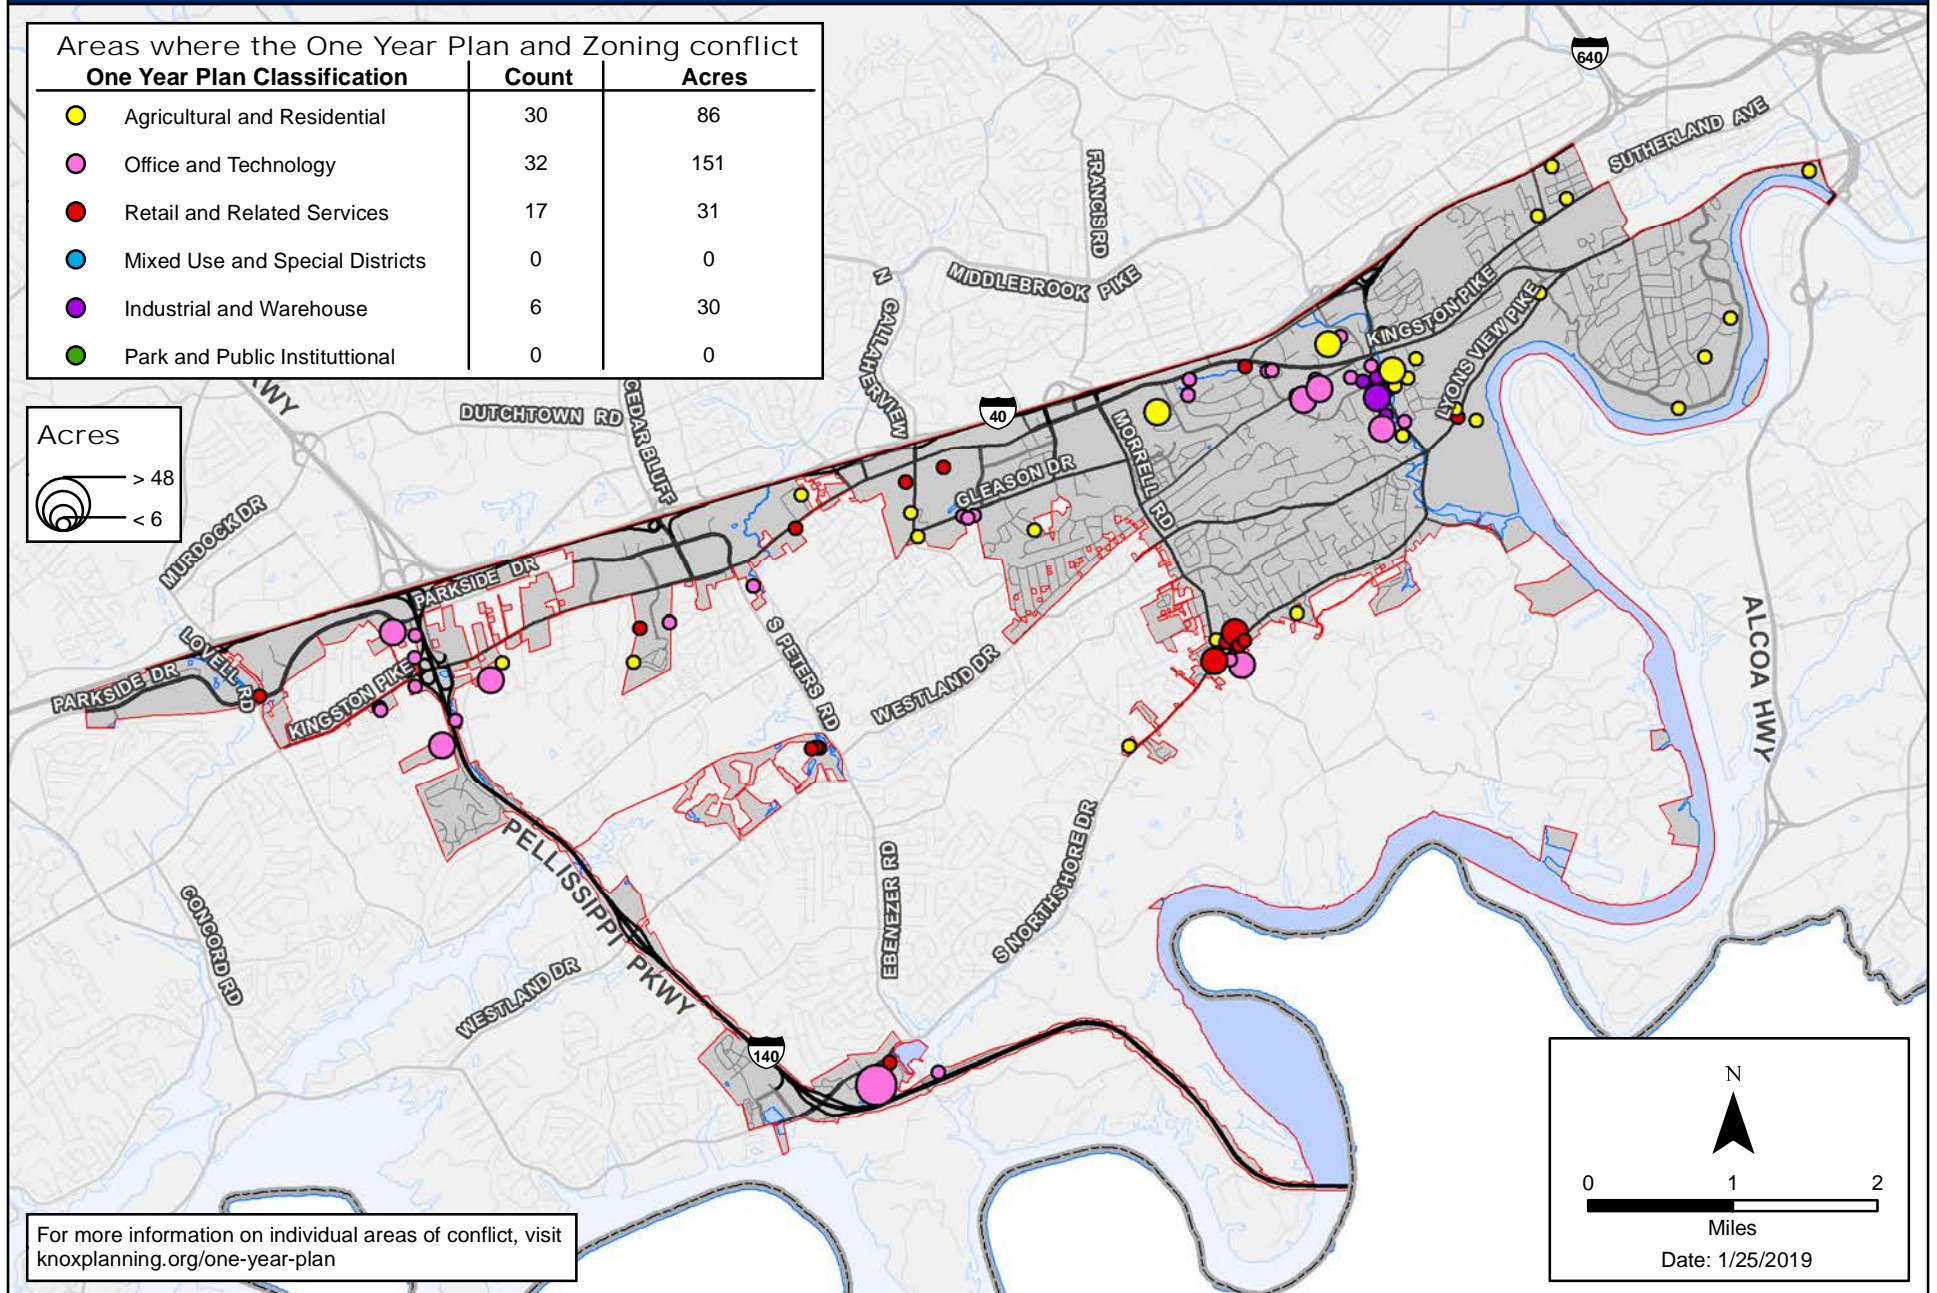 Areas where the One Year Plan and Zoning conflict
One Year Plan Classification Count Acres
Agricultural and Residential 30 86
Office and Technology 32 151
Retail and Related Services 17 31
Mixed Use and Special Districts 0 0
Industrial and Warehouse 6 30
Park and Public Instituttional 0 0
Acres
> 48
< 6
640
SUTHERLAND AVE
FRANCIS RD
MIDDLEBROOK PIKE
N GALLAHERVIEW
KINGSTON PIKE
LYONS VIEW PIKE
DUTCHTOWN RD
CEDAR BLUFF
40
MORRELL RD
GLEASON DR
MURDOCK DR
PARKSIDE DR
LOVELL RD
PARKSIDE DR
KINGSTON PIKE
S PETERS RD
WESTLAND DR
ALCOA HWY
PELLISSIPPI PKWY
EBENEZER RD
S NORTHSHORE DR
CONCORD RD
WESTLAND DR
140
N
0 1 2
Miles
Date: 1/25/2019
For more information on individual areas of conflict, visit
knoxplanning.org/one-year-plan